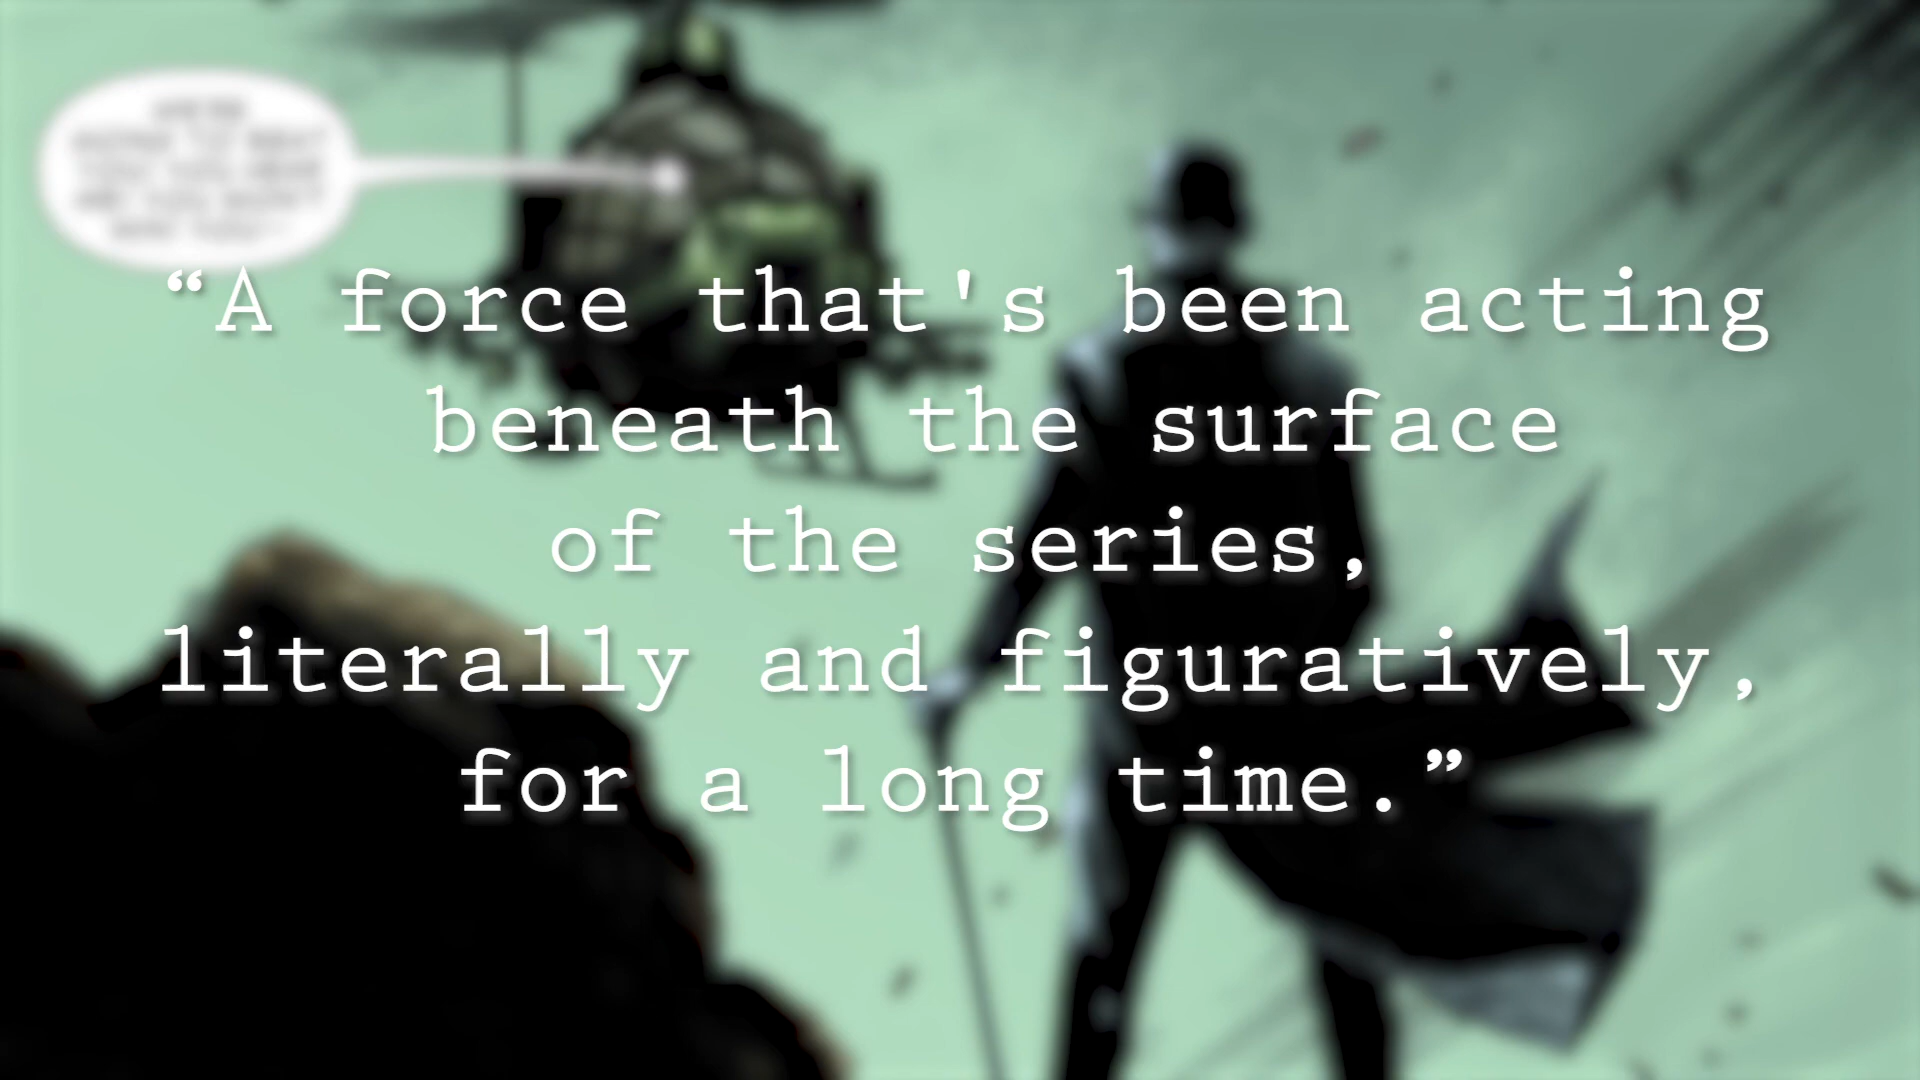 “A force that's been acting
beneath the surface
of the series,
literally and figuratively,
for a long time.”